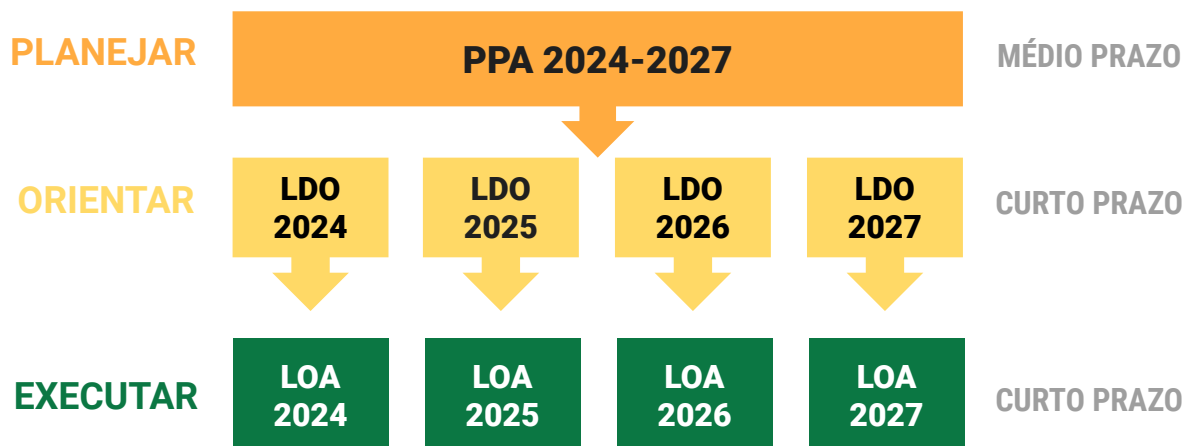 PLANEJAR
PPA 2024-2027
MÉDIO PRAZO
ORIENTAR
LDO
2024
LDO
2025
LDO
2026
LDO
2027
CURTO PRAZO
EXECUTAR
LOA
2024
LOA
2025
LOA
2026
LOA
2027
CURTO PRAZO